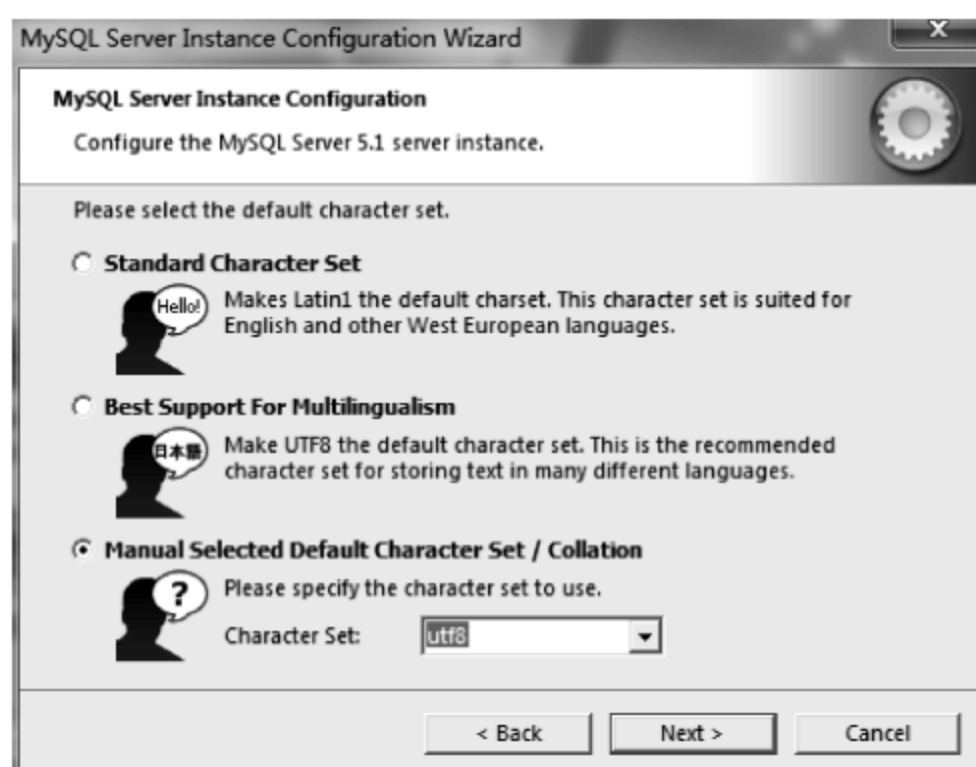 MySQL Server Instance Configuration Wizard
x
MySQL Server Instance Configuration
Configure the MySQL Server 5.1 server instance.
Please select the default character set.
Standard Character Set
Hello!
Makes Latin1 the default charset. This character set is suited for
English and other West European languages.
Best Support For Multilingualism
日本語
Make UTF8 the default character set. This is the recommended
character set for storing text in many different languages.
Manual Selected Default Character Set / Collation
?
Please specify the character set to use.
Character Set: utf8
< Back Next > Cancel